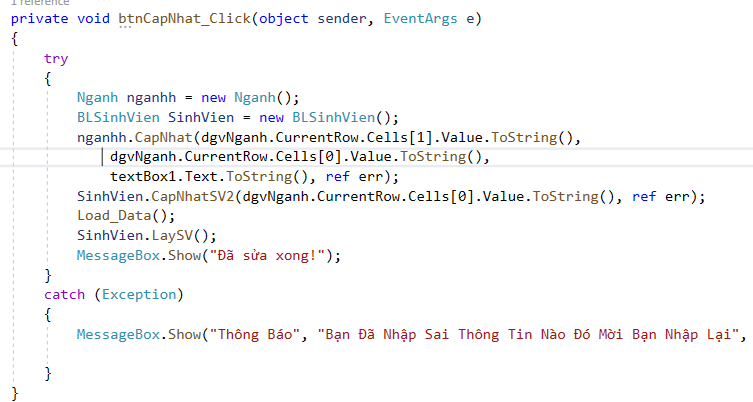 1 reference
private void btnCapNhat_Click(object sender, EventArgs e)
{
try
{
Nganh nganhh = new Nganh();
BLSinhVien SinhVien = new BLSinhVien();
nganhh.CapNhat(dgvNganh.CurrentRow.Cells[1].Value.ToString(),
dgvNganh.CurrentRow.Cells[0].Value.ToString(),
textBox1.Text.ToString(), ref err);
SinhVien.CapNhatSV2(dgvNganh.CurrentRow.Cells[0].Value.ToString(), ref err);
Load_Data();
SinhVien.LaySV();
MessageBox.Show("Đã sửa xong!");
}
catch (Exception)
{
MessageBox.Show("Thông Báo", "Bạn Đã Nhập Sai Thông Tin Nào Đó Mời Bạn Nhập Lại",
}
}